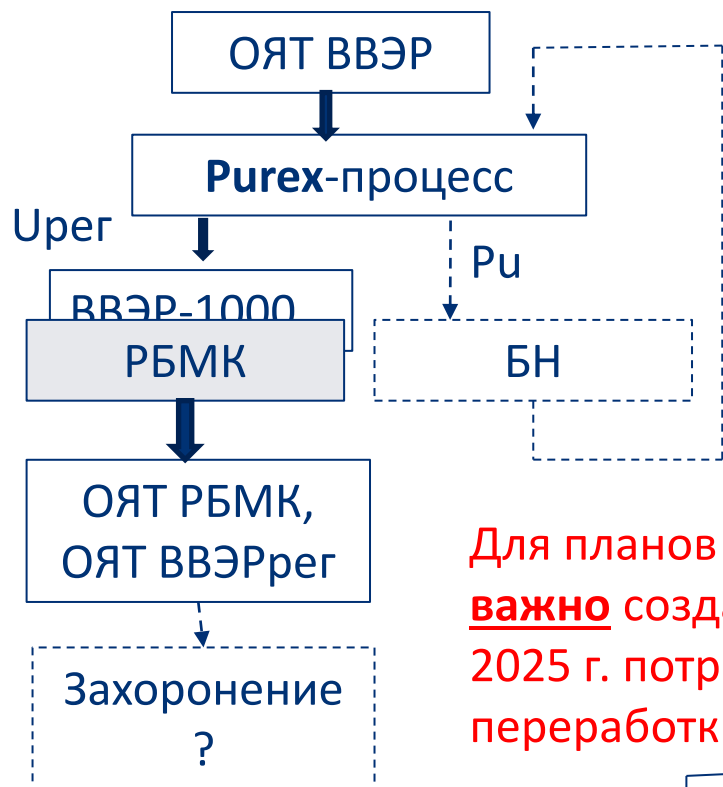 ОЯТ ВВЭР
Purex-процесс
Uрег
Pu
ВВЭР-1000
РБМК
БН
ОЯТ РБМК,
ОЯТ ВВЭРрег
Захоронение
?
Для планов
важно созда
2025 г. потр
переработк